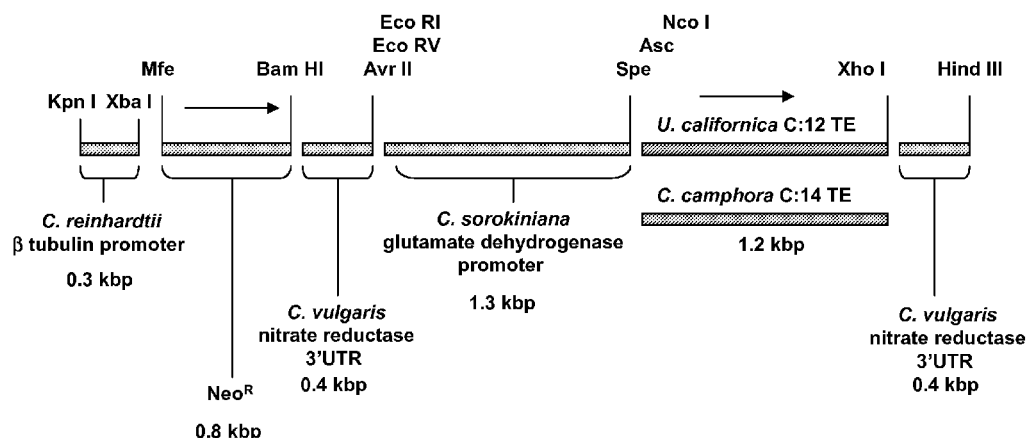 Eco RI Nco I
Eco RV Asc
Mfe Bam HI Avr II Spe Xho I Hind III
Kpn I Xba I
U. californica C:12 TE
C. camphora C:14 TE
1.2 kbp
C. reinhardtii
β tubulin promoter
0.3 kbp
C. sorokiniana
glutamate dehydrogenase
promoter
1.3 kbp
C. vulgaris
nitrate reductase
3'UTR
0.4 kbp
C. vulgaris
nitrate reductase
3'UTR
0.4 kbp
Neoᴿ
0.8 kbp